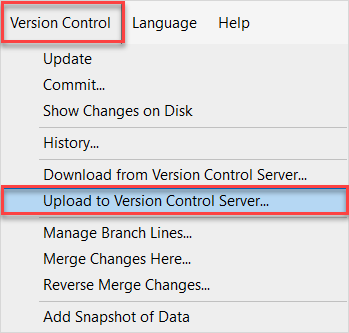 Version Control Language Help
Update
Commit...
Show Changes on Disk
History...
Download from Version Control Server...
Upload to Version Control Server...
Manage Branch Lines...
Merge Changes Here...
Reverse Merge Changes...
Add Snapshot of Data